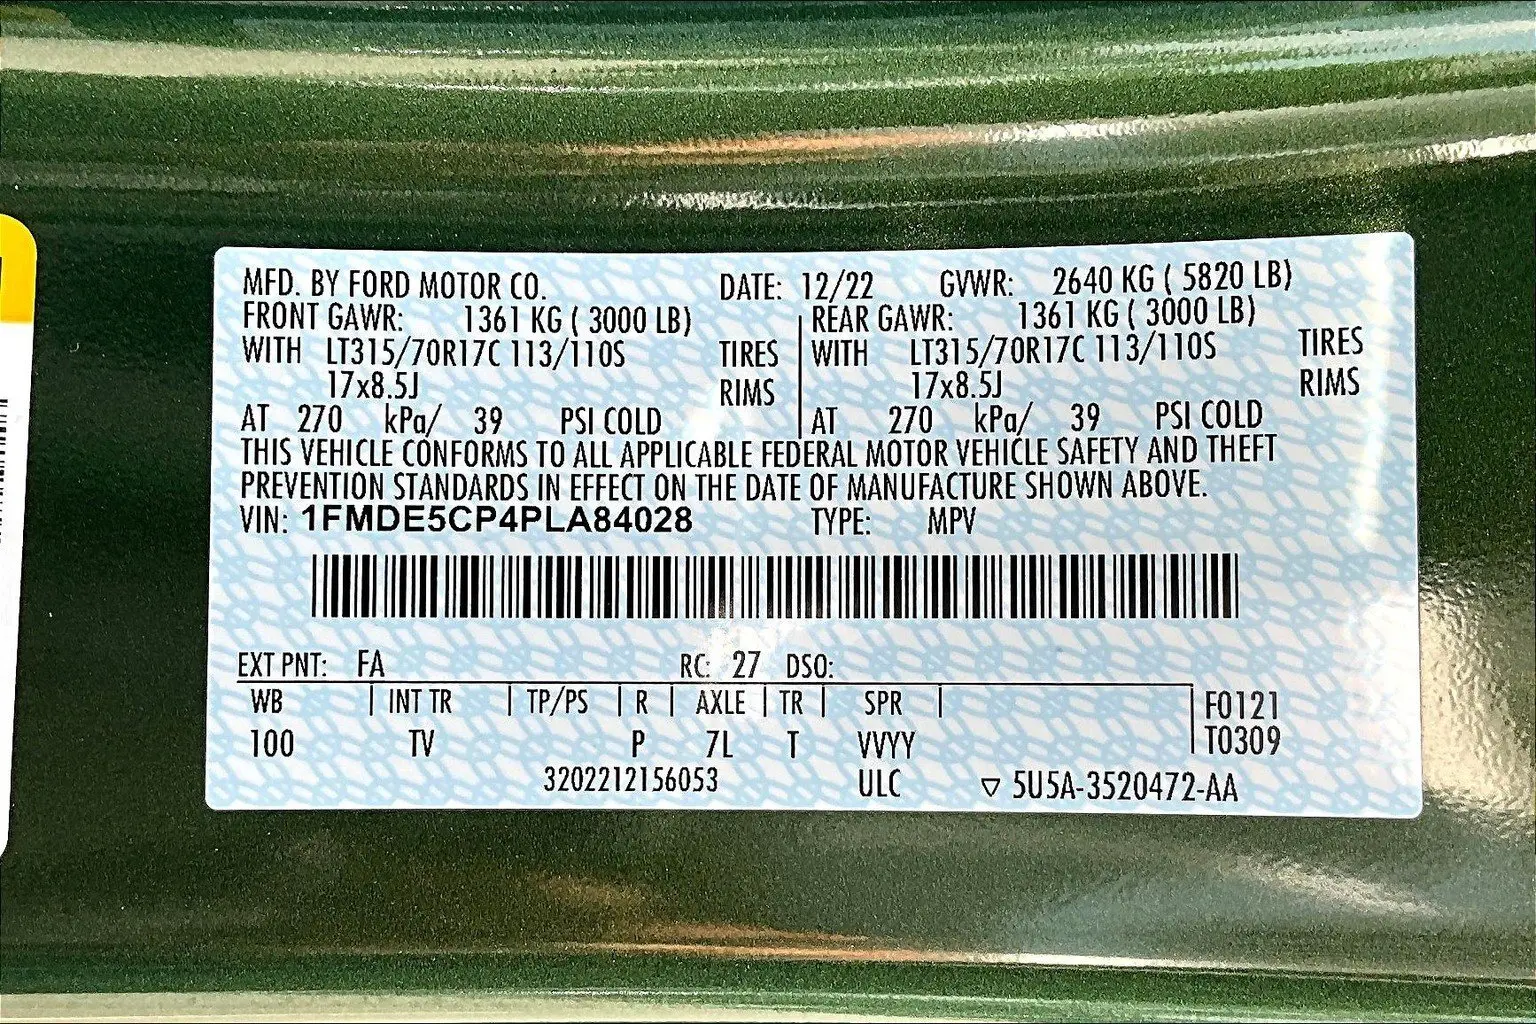 MFD. BY FORD MOTOR CO. DATE: 12/22 GVWR: 2640 KG ( 5820 LB)
FRONT GAWR: 1361 KG ( 3000 LB) REAR GAWR: 1361 KG ( 3000 LB)
WITH LT315/70R17C 113/110S TIRES WITH LT315/70R17C 113/110S TIRES
17x8.5J RIMS 17x8.5J RIMS
AT 270 kPa/ 39 PSI COLD AT 270 kPa/ 39 PSI COLD
THIS VEHICLE CONFORMS TO ALL APPLICABLE FEDERAL MOTOR VEHICLE SAFETY AND THEFT
PREVENTION STANDARDS IN EFFECT ON THE DATE OF MANUFACTURE SHOWN ABOVE.
VIN: 1FMDE5CP4PLA84028 TYPE: MPV
EXT PNT: FA RC: 27 DSO:
WB INT TR TP/PS R AXLE TR SPR F0121
100 TV P 7L T VVYY T0309
3202212156053 ULC ▽ 5U5A-3520472-AA